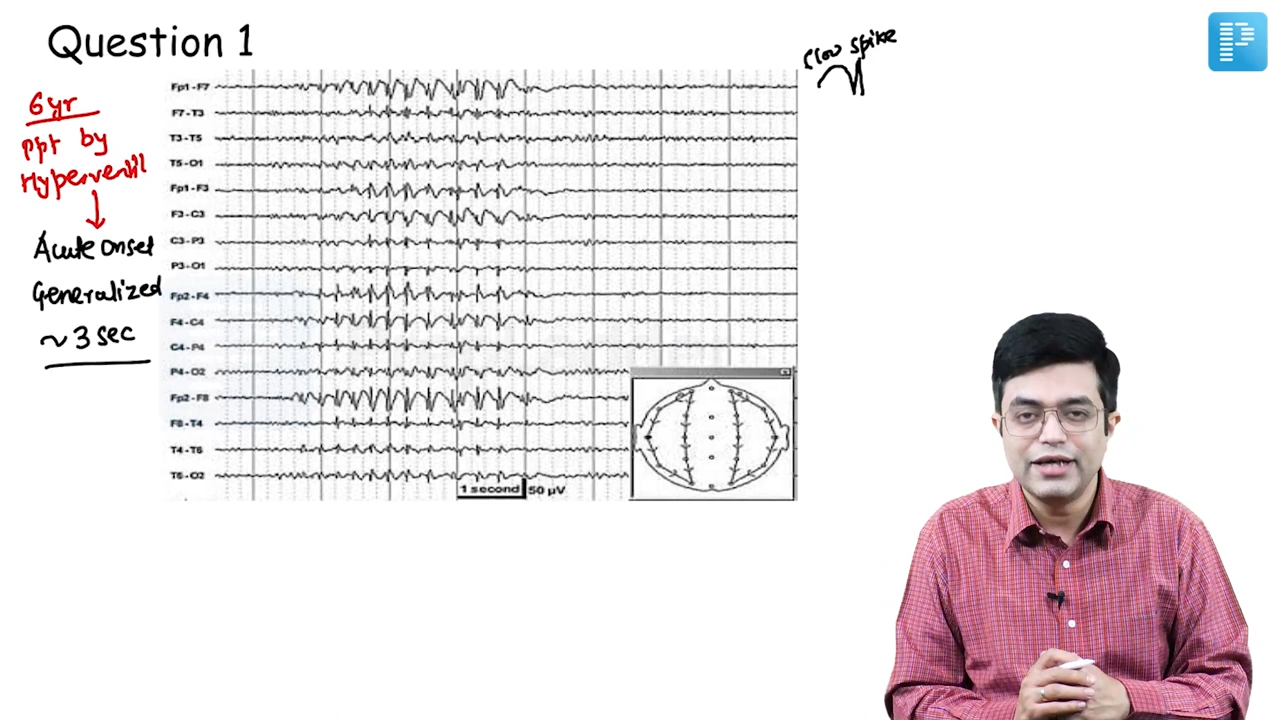 Question 1
slow spike
6yr
ppt by
Hypervenil
Acute Onset
Generalized
~ 3 sec
Fp1-F7
F7-T3
T3-T5
T5-O1
Fp1-F3
F3-C3
C3-P3
P3-O1
Fp2-F4
F4-C4
C4-P4
P4-O2
Fp2-F8
F8-T4
T4-T6
T6-O2
1 second 50 µV